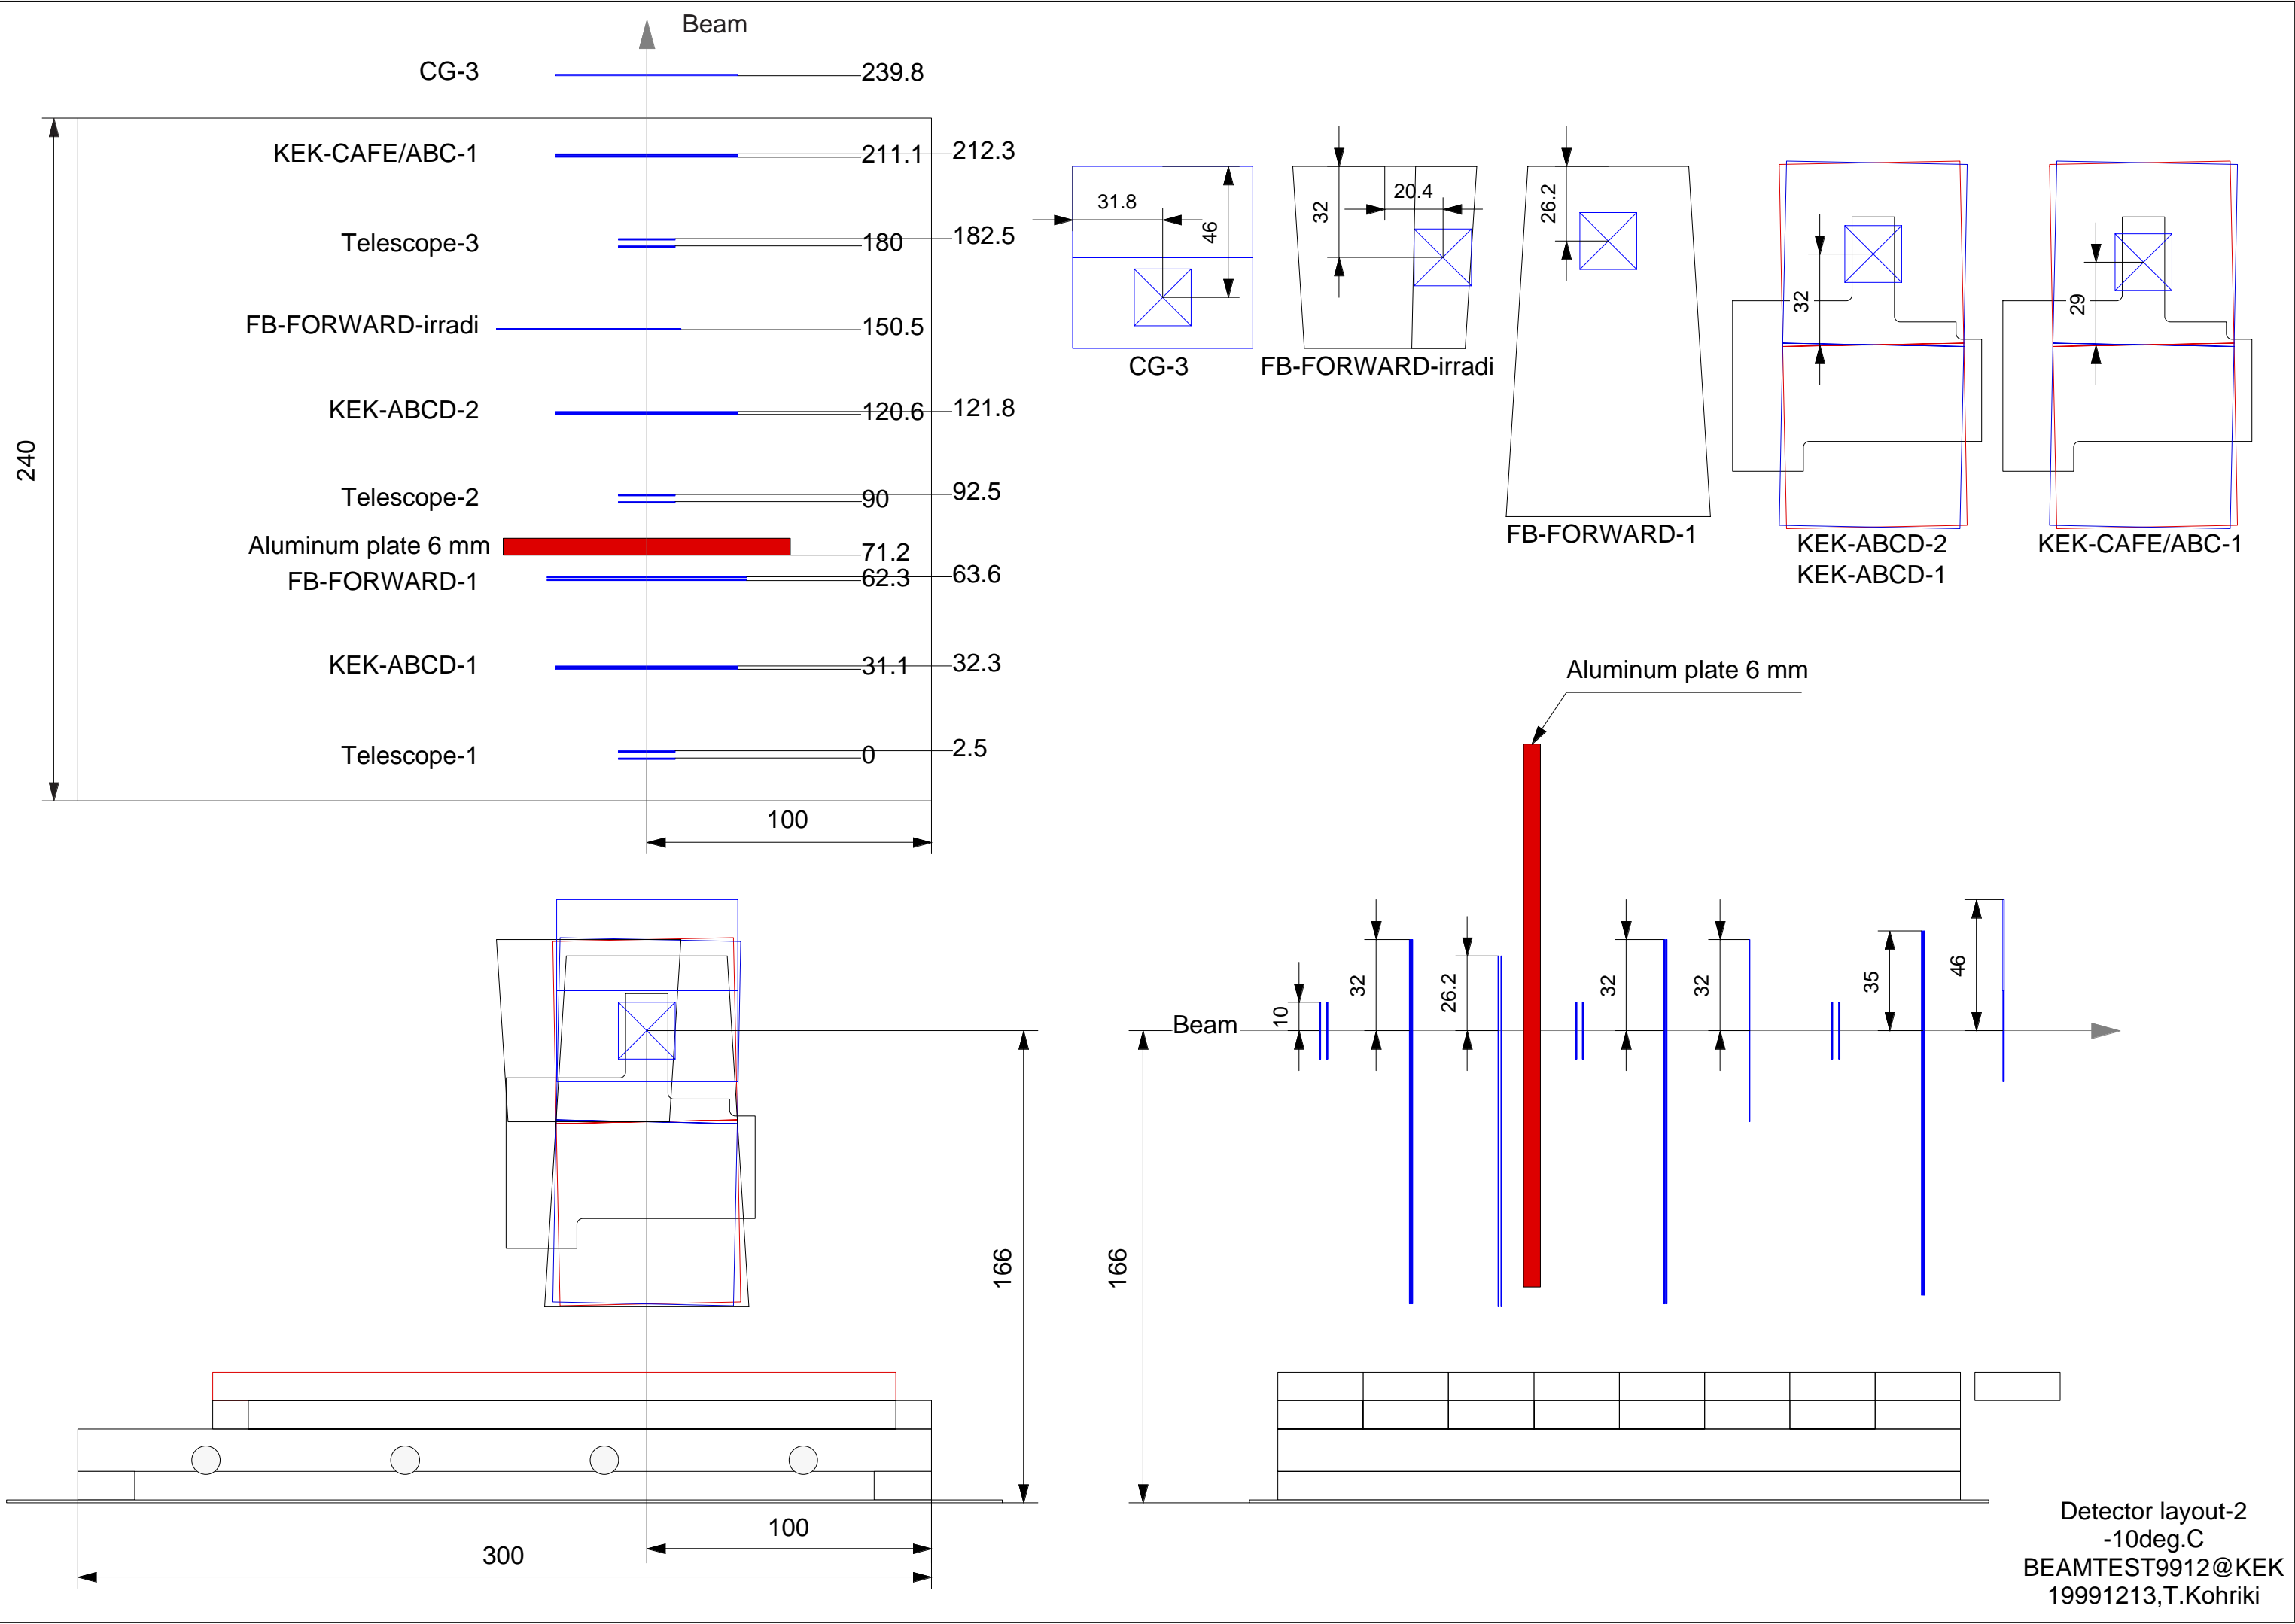 Beam
CG-3
239.8
KEK-CAFE/ABC-1
211.1
212.3
Telescope-3
180
182.5
FB-FORWARD-irradi
150.5
KEK-ABCD-2
120.6
121.8
Telescope-2
90
92.5
Aluminum plate 6 mm
71.2
FB-FORWARD-1
62.3
63.6
KEK-ABCD-1
31.1
32.3
Telescope-1
0
2.5
240
100
31.8
46
CG-3
32
20.4
FB-FORWARD-irradi
26.2
FB-FORWARD-1
32
KEK-ABCD-2
KEK-ABCD-1
29
KEK-CAFE/ABC-1
Aluminum plate 6 mm
166
100
300
Beam
10
32
26.2
32
32
35
46
166
Detector layout-2
-10deg.C
BEAMTEST9912@KEK
19991213,T.Kohriki